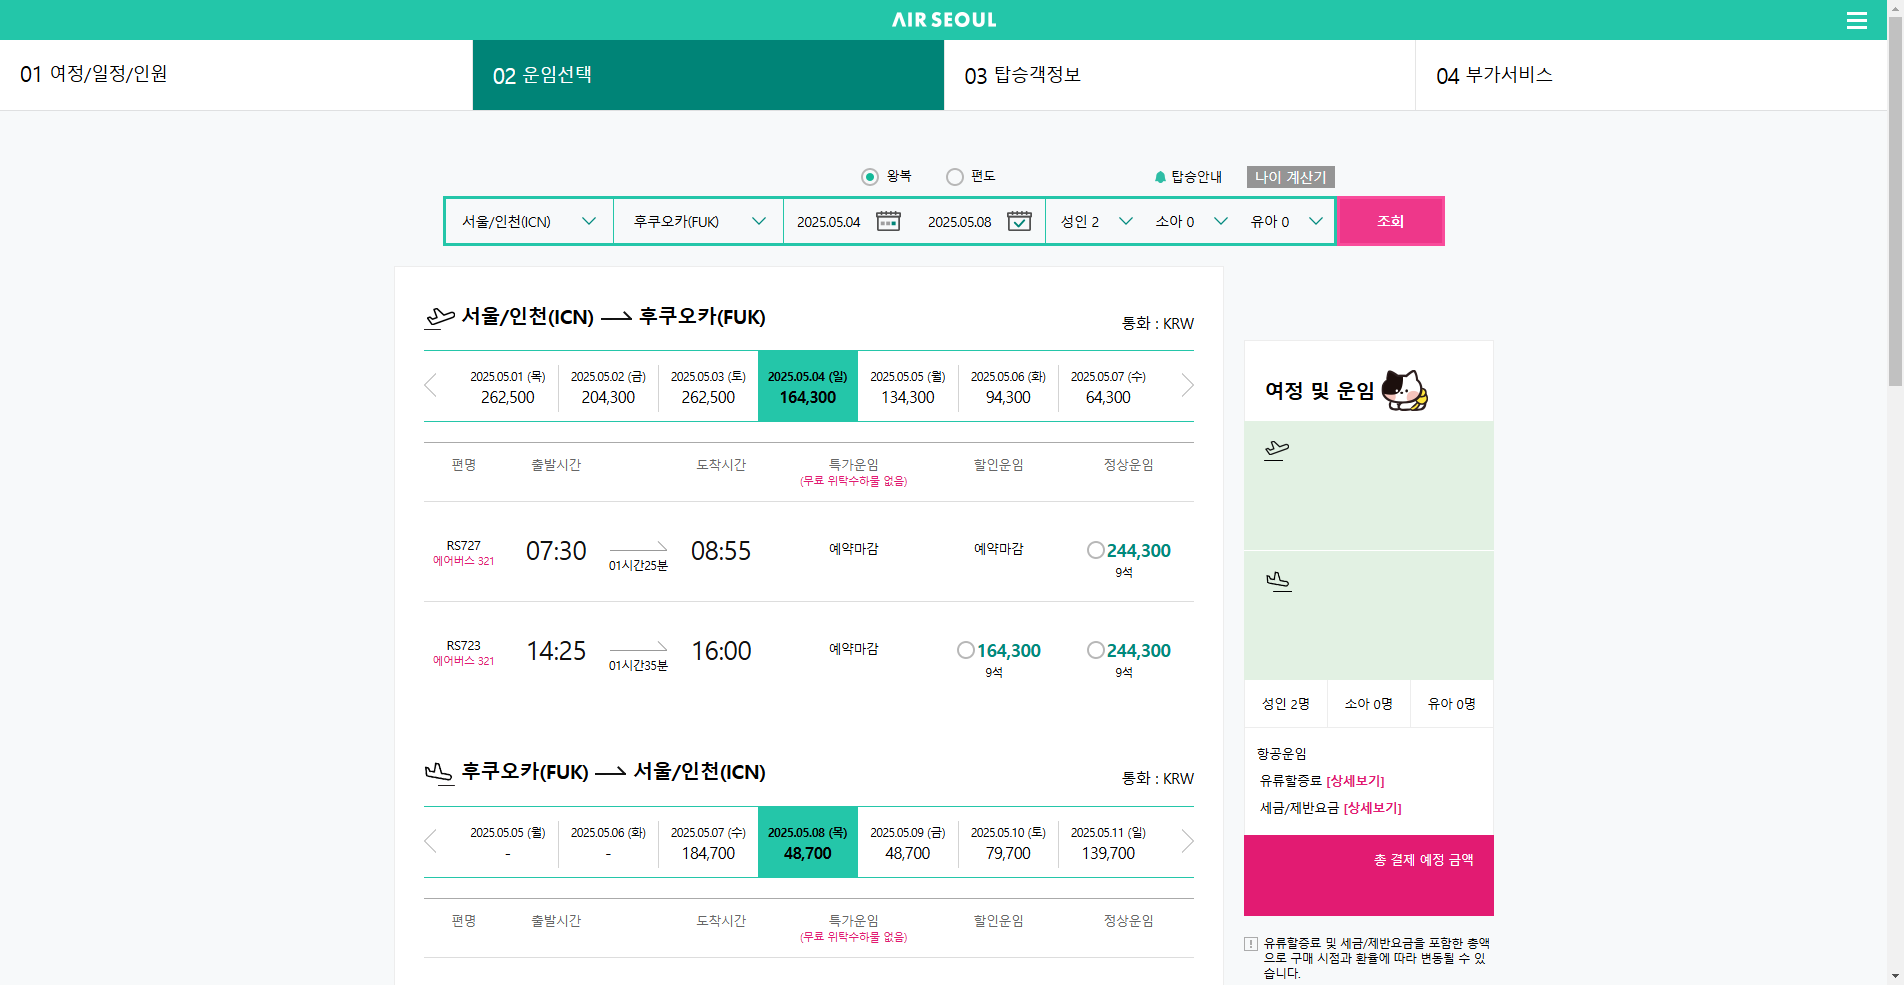 AIR SEOUL
01 여정/일정/인원
02 운임선택
03 탑승객정보
04 부가서비스
왕복
편도
탑승안내
나이 계산기
서울/인천(ICN)
후쿠오카(FUK)
2025.05.04
2025.05.08
성인 2
소아 0
유아 0
조회
서울/인천(ICN) → 후쿠오카(FUK)
통화 : KRW
2025.05.01 (목) 2025.05.02 (금) 2025.05.03 (토) 2025.05.04 (일) 2025.05.05 (월) 2025.05.06 (화) 2025.05.07 (수)
262,500 204,300 262,500 164,300 134,300 94,300 64,300
편명 출발시간 도착시간 특가운임 할인운임 정상운임
(무료 위탁수하물 없음)
RS727 07:30 08:55 예약마감 예약마감 244,300
에어버스 321 01시간25분 9석
RS723 14:25 16:00 예약마감 164,300 244,300
에어버스 321 01시간35분 9석 9석
후쿠오카(FUK) → 서울/인천(ICN)
통화 : KRW
2025.05.05 (월) 2025.05.06 (화) 2025.05.07 (수) 2025.05.08 (목) 2025.05.09 (금) 2025.05.10 (토) 2025.05.11 (일)
- - 184,700 48,700 48,700 79,700 139,700
편명 출발시간 도착시간 특가운임 할인운임 정상운임
(무료 위탁수하물 없음)
여정 및 운임
성인 2명 소아 0명 유아 0명
항공운임
유류할증료 [상세보기]
세금/제반요금 [상세보기]
총 결제 예정 금액
유류할증료 및 세금/제반요금을 포함한 총액
으로 구매 시점과 환율에 따라 변동될 수 있
습니다.